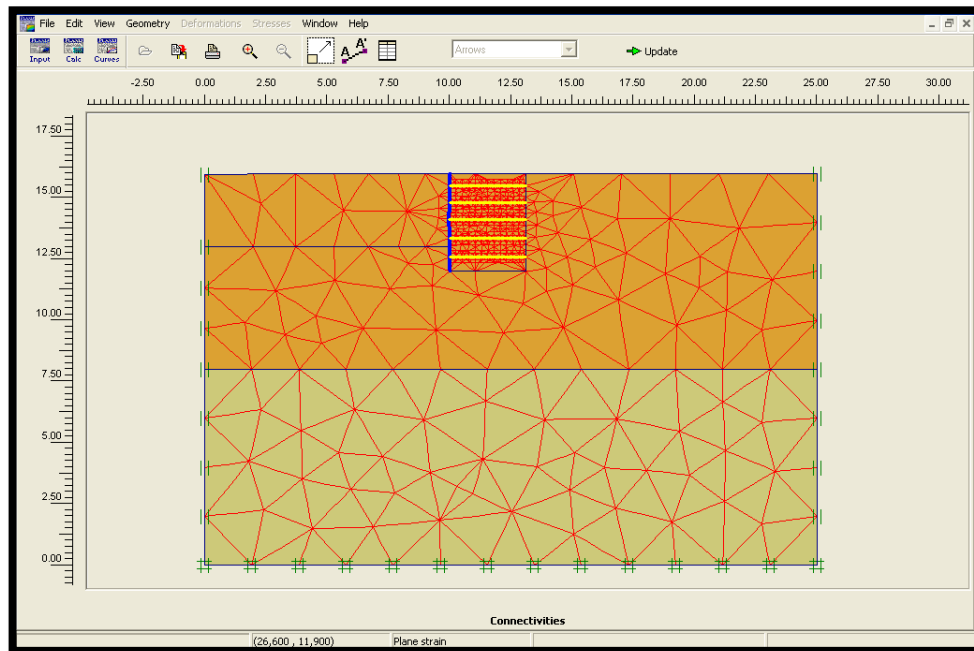 File Edit View Geometry Deformations Stresses Window Help
Input Calc Curves Arrows Update
-2.50 0.00 2.50 5.00 7.50 10.00 12.50 15.00 17.50 20.00 22.50 25.00 27.50 30.00
17.50
15.00
12.50
10.00
7.50
5.00
2.50
0.00
Connectivities
(26,600 , 11,900) Plane strain